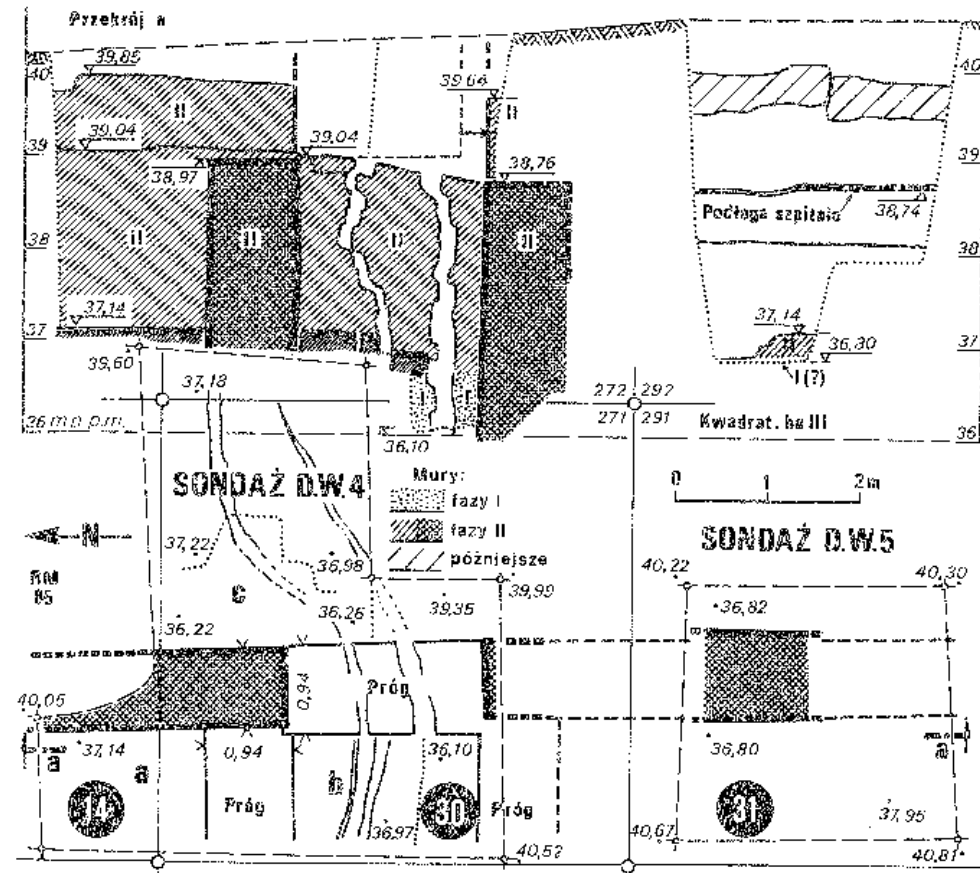 Przekrój a
40
39,85
39,64
40
II
II
39,04
39,04
39
38,97
38,76
39
II
II
II
II
Podłoga szpitala
38,74
38
38
37,14
37,14
36,80
37
37
II
I (?)
39,60
37,18
I
I
272 292
271 291
Kwadrat. ha III
36 m n. p.m.
36,10
36
SONDAŻ D.W.4
Mury:
fazy I
fazy II
późniejsze
0 1 2m
SONDAŻ D.W.5
N
RM
85
37,22
36,98
c
36,26
39,35
39,99
40,22
40,30
36,82
36,22
0,94
Próg
40,05
37,14
0,94
36,10
36,80
a
a
a
b
14
Próg
30
Próg
31
36,97
37,95
40,52
40,67
40,81